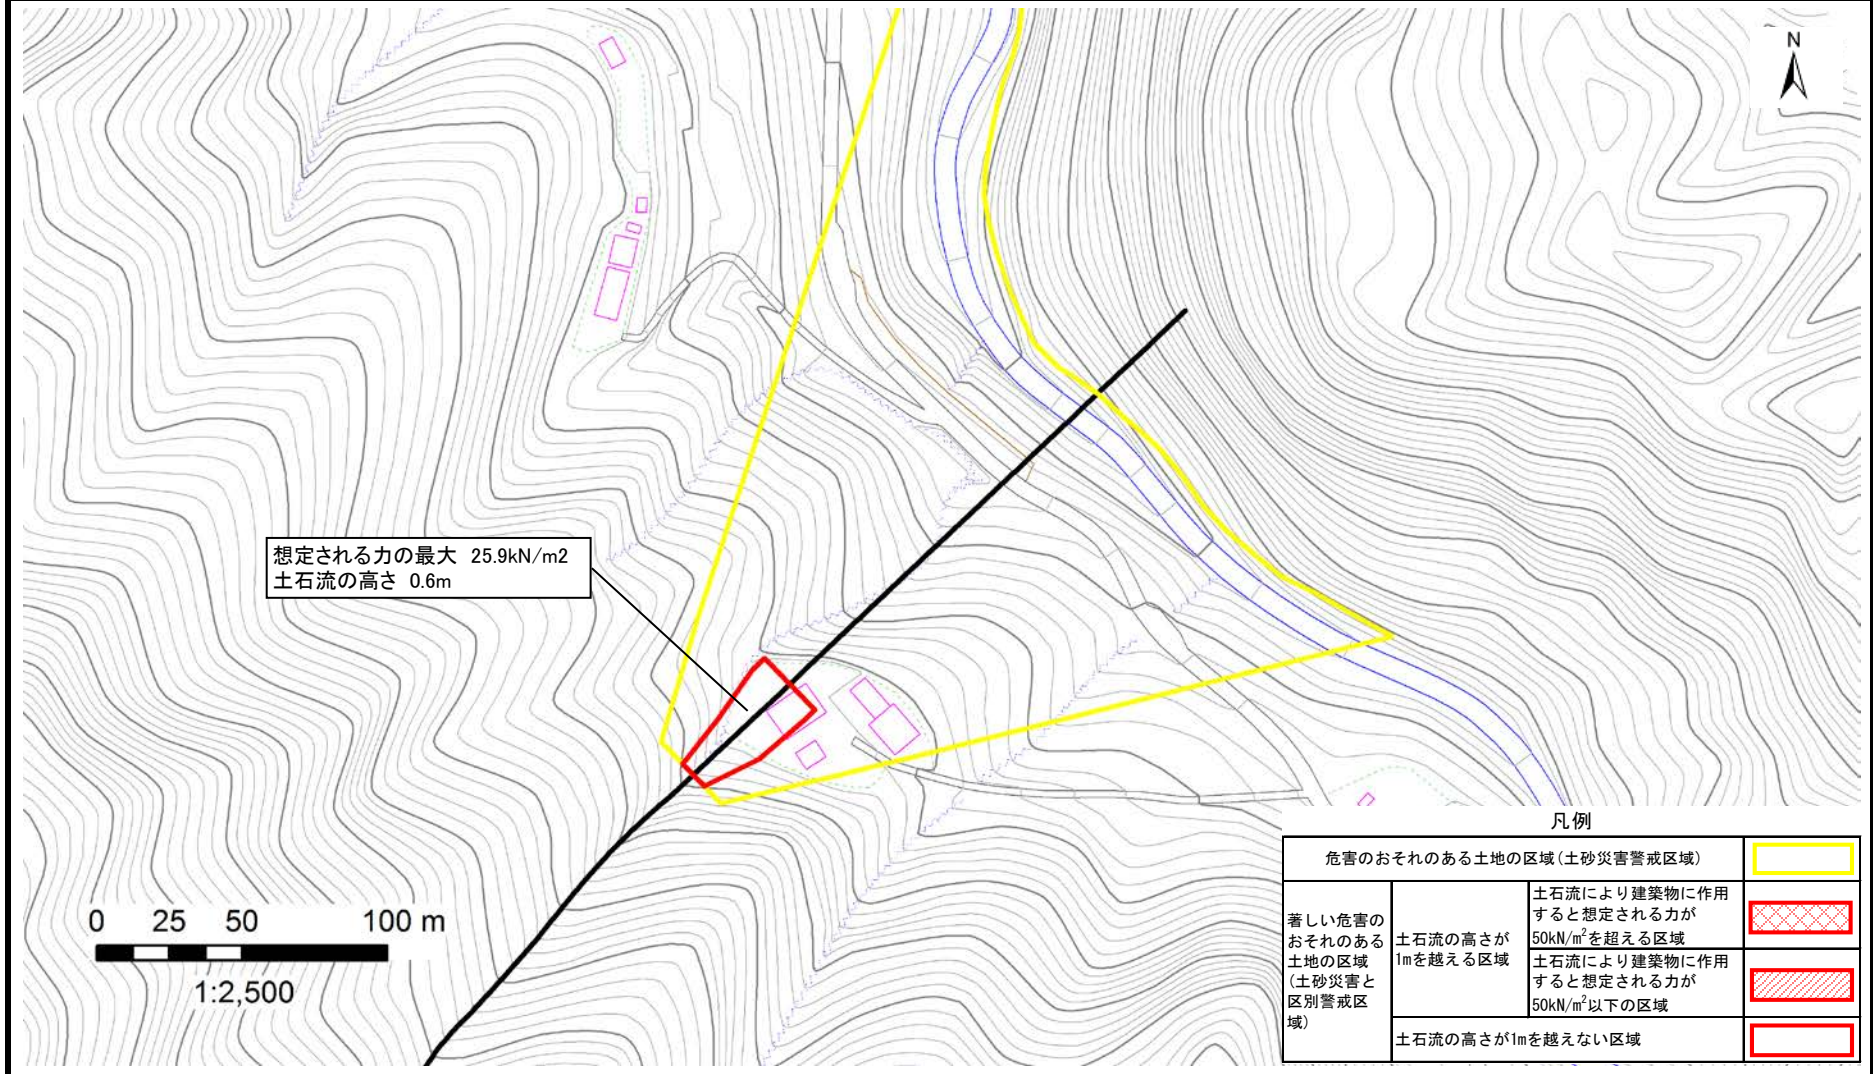 N
想定される力の最大 25.9kN/m2
土石流の高さ 0.6m
0 25 50 100 m
1:2,500
凡例
危害のおそれのある土地の区域(土砂災害警戒区域)
著しい危害の
おそれのある
土地の区域
(土砂災害と
区別警戒区
域)
土石流の高さが
1mを越える区域
土石流により建築物に作用
すると想定される力が
50kN/m²を超える区域
土石流により建築物に作用
すると想定される力が
50kN/m²以下の区域
土石流の高さが1mを越えない区域